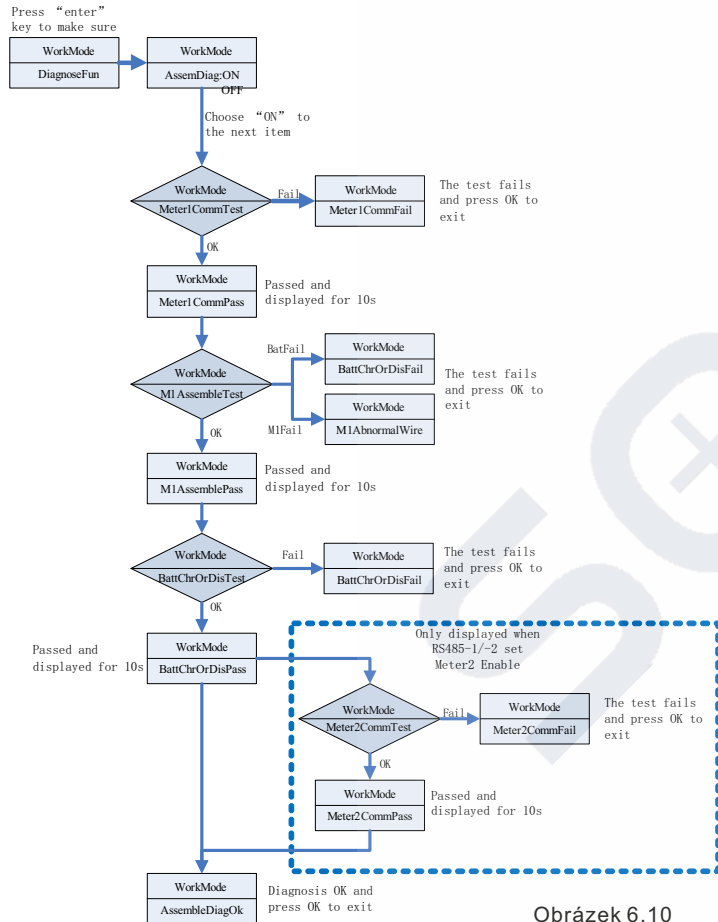 Press “enter”
key to make sure
WorkMode
DiagnoseFun
WorkMode
AssemDiag:ON
OFF
Choose “ON” to
the next item
WorkMode
Meter1CommTest
Fail
WorkMode
Meter1CommFail
The test fails
and press OK to
exit
OK
WorkMode
Meter1CommPass
Passed and
displayed for 10s
WorkMode
M1AssembleTest
BatFail
WorkMode
BattChrOrDisFail
The test fails
and press OK to
exit
M1Fail
WorkMode
M1AbnormalWire
OK
WorkMode
M1AssemblePass
Passed and
displayed for 10s
WorkMode
BattChrOrDisTest
Fail
WorkMode
BattChrOrDisFail
The test fails
and press OK to
exit
OK
Passed and
displayed for 10s
WorkMode
BattChrOrDisPass
Only displayed when
RS485-1/-2 set
Meter2 Enable
WorkMode
Meter2CommTest
Fail
WorkMode
Meter2CommFail
The test fails
and press OK to
exit
OK
WorkMode
Meter2CommPass
Passed and
displayed for 10s
WorkMode
AssembleDiagOk
Diagnosis OK and
press OK to exit
Obrázek 6.10